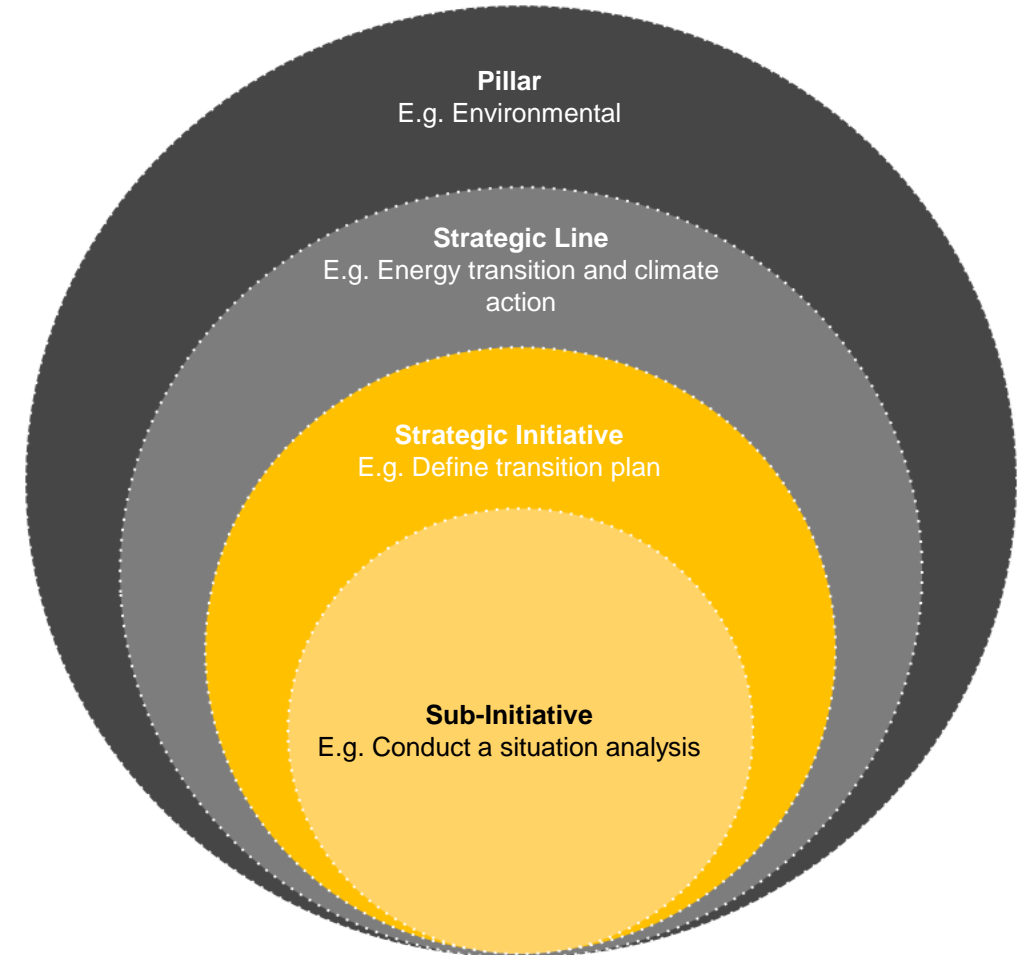 Pillar
E.g. Environmental
Strategic Line
E.g. Energy transition and climate
action
Strategic Initiative
E.g. Define transition plan
Sub-Initiative
E.g. Conduct a situation analysis